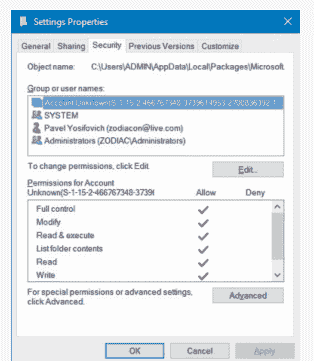 Settings Properties
General Sharing Security Previous Versions Customize
Object name: C:\Users\ADMIN\AppData\Local\Packages\Microsoft.
Group or user names:
SYSTEM
Pavel Yosifovich (zodiacon@live.com)
Administrators (ZODIAC\Administrators)
To change permissions, click Edit.
Edit...
Permissions for Account
Unknown(S-1-15-2-466767348-3739 Allow Deny
Full control
Modify
Read & execute
List folder contents
Read
Write
For special permissions or advanced settings,
click Advanced.
Advanced
OK Cancel Apply